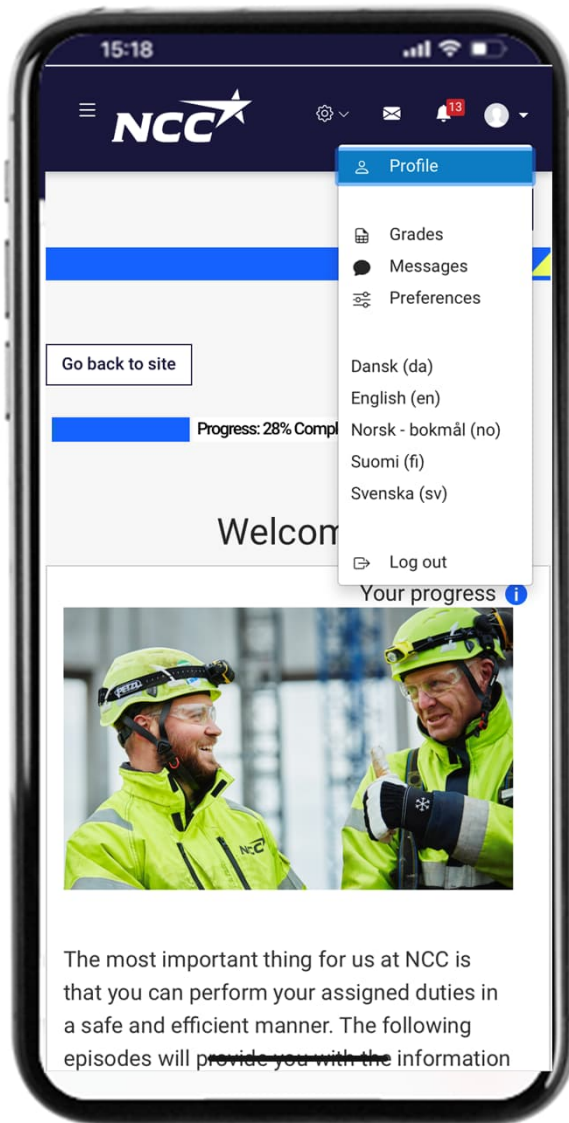 15:18
NCC
13
Profile
Grades
Messages
Preferences
Go back to site
Dansk (da)
English (en)
Progress: 28% Compl
Norsk - bokmål (no)
Suomi (fi)
Svenska (sv)
Welcom
Log out
Your progress
PETZL
NCC
The most important thing for us at NCC is
that you can perform your assigned duties in
a safe and efficient manner. The following
episodes will provide you with the information